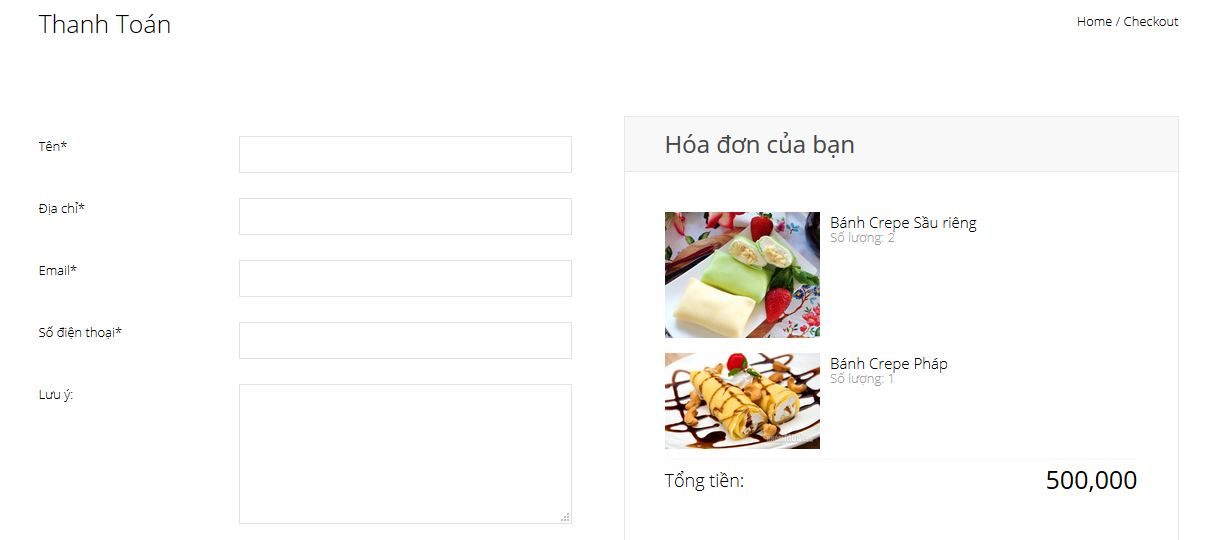 Thanh Toán
Home / Checkout
Tên*
Địa chỉ*
Email*
Số điện thoại*
Lưu ý:
Hóa đơn của bạn
Bánh Crepe Sầu riêng
Số lượng: 2
Bánh Crepe Pháp
Số lượng: 1
Tổng tiền: 500,000